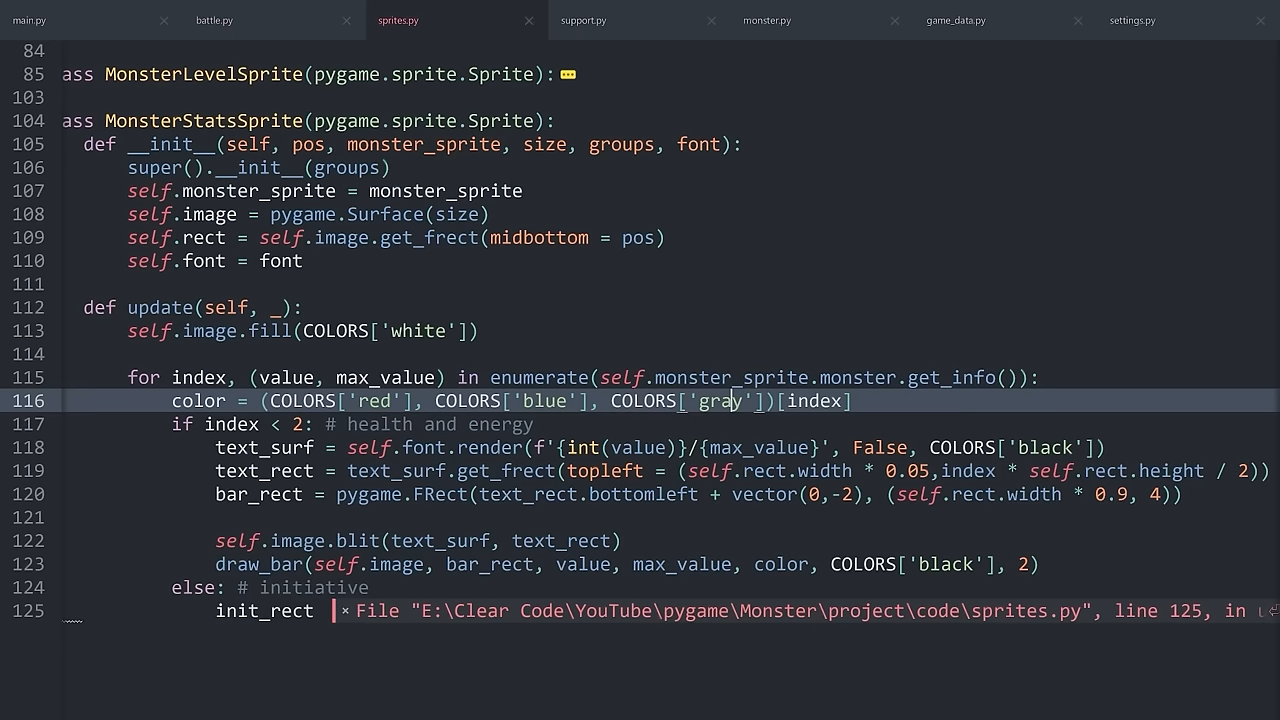 main.py battle.py sprites.py support.py monster.py game_data.py settings.py
84
85 ass MonsterLevelSprite(pygame.sprite.Sprite):
103
104 ass MonsterStatsSprite(pygame.sprite.Sprite):
105 def __init__(self, pos, monster_sprite, size, groups, font):
106 super().__init__(groups)
107 self.monster_sprite = monster_sprite
108 self.image = pygame.Surface(size)
109 self.rect = self.image.get_frect(midbottom = pos)
110 self.font = font
111
112 def update(self, _):
113 self.image.fill(COLORS['white'])
114
115 for index, (value, max_value) in enumerate(self.monster_sprite.monster.get_info()):
116 color = (COLORS['red'], COLORS['blue'], COLORS['gray'])[index]
117 if index < 2: # health and energy
118 text_surf = self.font.render(f'{int(value)}/{max_value}', False, COLORS['black'])
119 text_rect = text_surf.get_frect(topleft = (self.rect.width * 0.05,index * self.rect.height / 2))
120 bar_rect = pygame.FRect(text_rect.bottomleft + vector(0,-2), (self.rect.width * 0.9, 4))
121
122 self.image.blit(text_surf, text_rect)
123 draw_bar(self.image, bar_rect, value, max_value, color, COLORS['black'], 2)
124 else: # initiative
125 init_rect × File "E:\Clear Code\YouTube\pygame\Monster\project\code\sprites.py", line 125, in